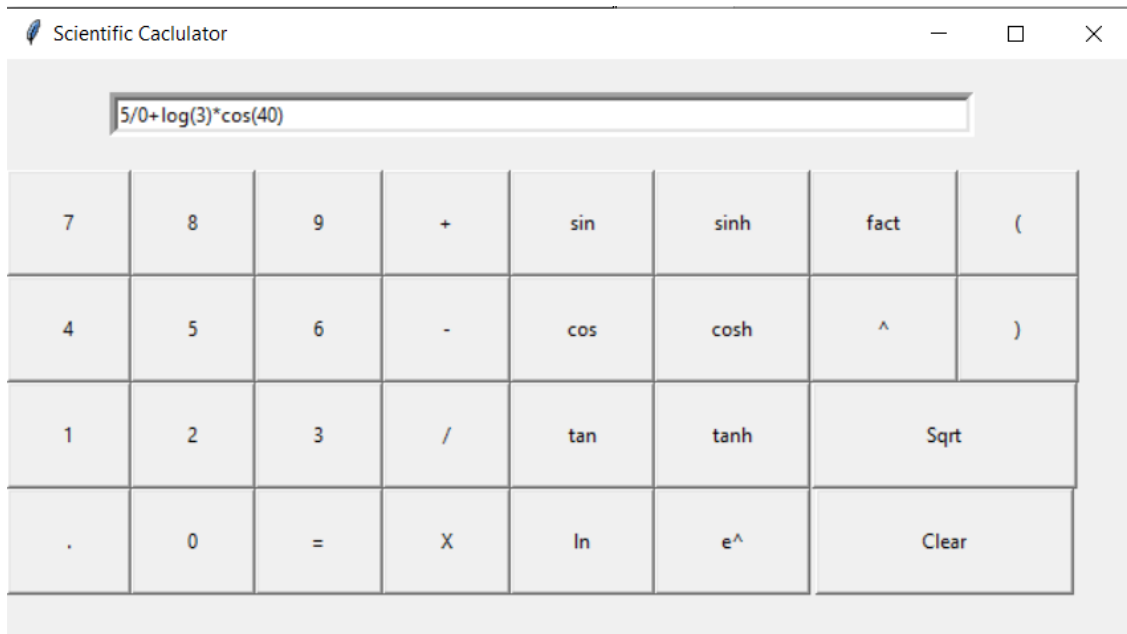 Scientific Caclulator
5/0+log(3)*cos(40)
7 8 9 + sin sinh fact (
4 5 6 - cos cosh ^ )
1 2 3 / tan tanh Sqrt
. 0 = X ln e^ Clear